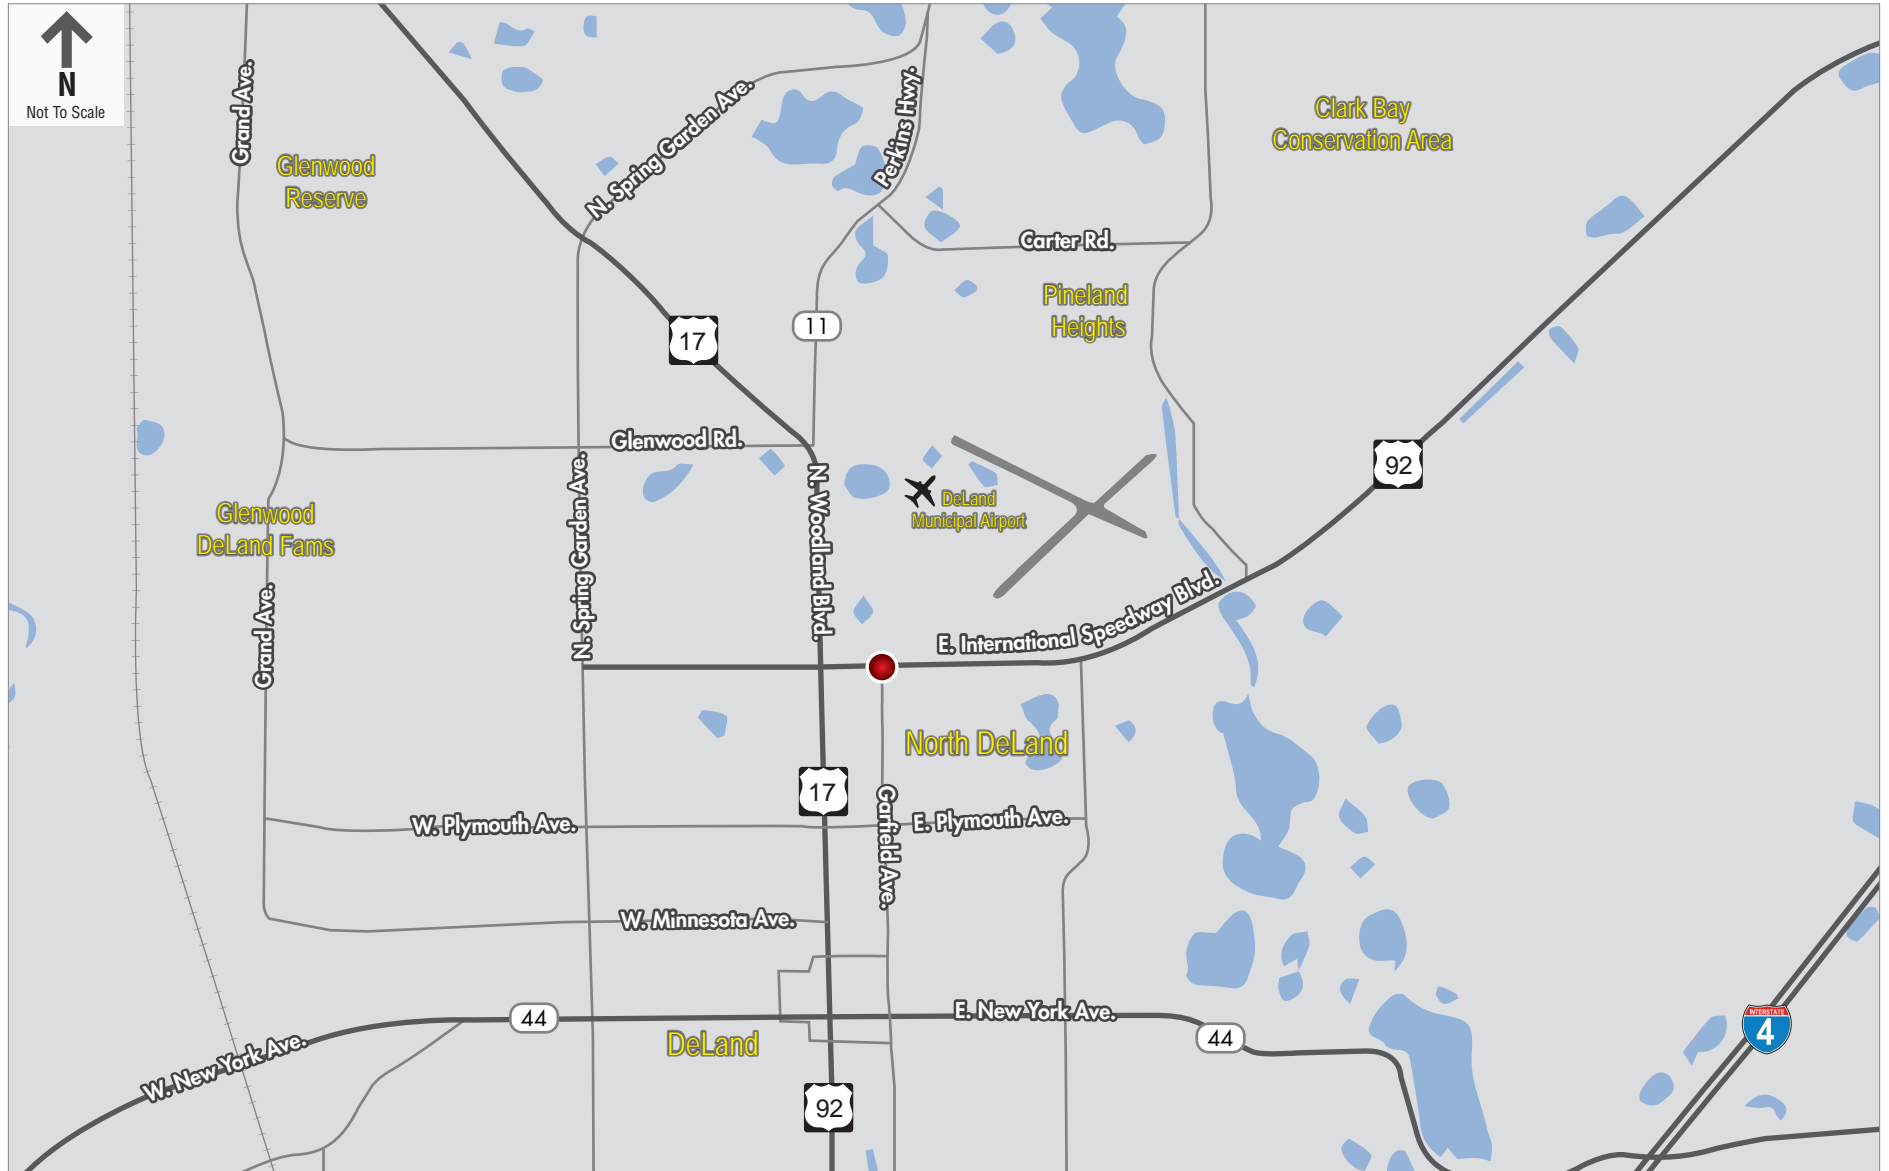 N
Not To Scale
Grand Ave.
Glenwood
Reserve
N. Spring Garden Ave.
Perkins Hwy.
Clark Bay
Conservation Area
Carter Rd.
Pineland
Heights
17
11
Glenwood Rd.
92
N. Spring Garden Ave.
N. Woodland Blvd.
DeLand
Municipal Airport
Glenwood
DeLand Fams
Grand Ave.
E. International Speedway Blvd.
North DeLand
17
Garfield Ave.
W. Plymouth Ave.
E. Plymouth Ave.
W. Minnesota Ave.
44
E. New York Ave.
44
INTERSTATE
4
W. New York Ave.
DeLand
92